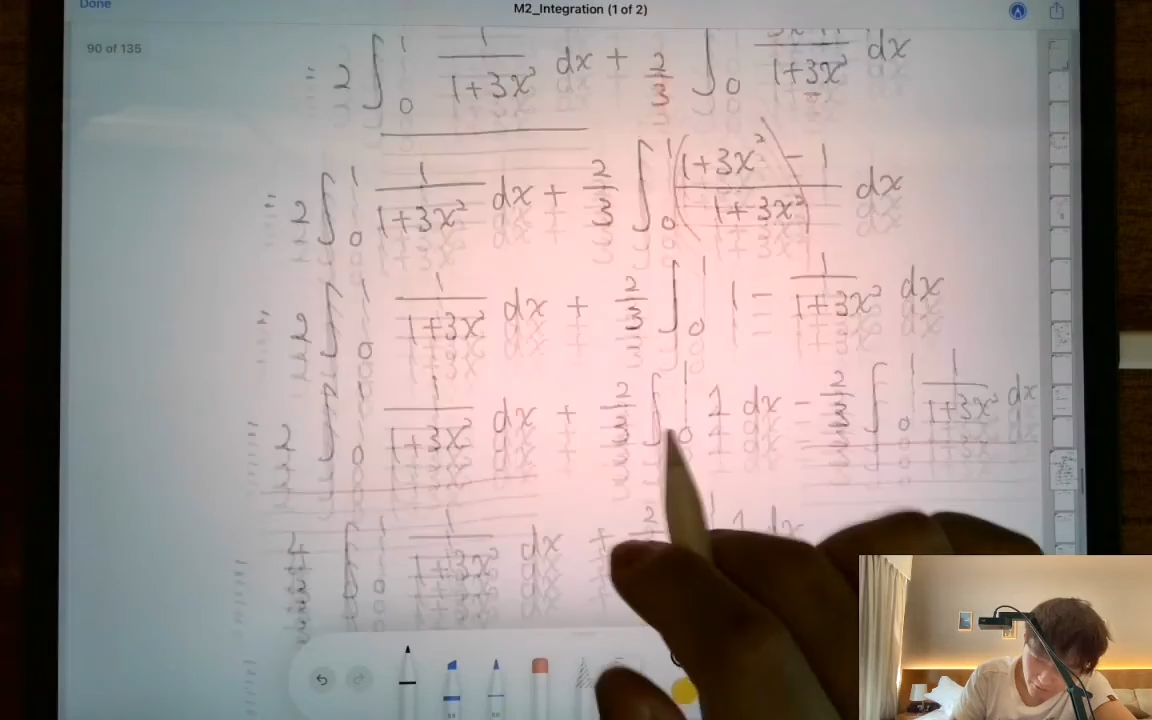 Done
M2_Integration (1 of 2)
90 of 135
= 2 ∫₀¹ 1/(1+3x²) dx + 2/3 ∫₀ /(1+3x²) dx
= 2 ∫₀¹ 1/(1+3x²) dx + 2/3 ∫₀¹ ((1+3x²) - 1)/(1+3x²) dx
= 2 ∫₀¹ 1/(1+3x²) dx + 2/3 ∫₀¹ 1 - 1/(1+3x²) dx
2 ∫₀¹ 1/(1+3x²) dx + 2/3 ∫₀¹ 1 dx - 2/3 ∫₀¹ 1/(1+3x²) dx
∫₀¹ 1/(1+3x²) dx + 2 1 dx